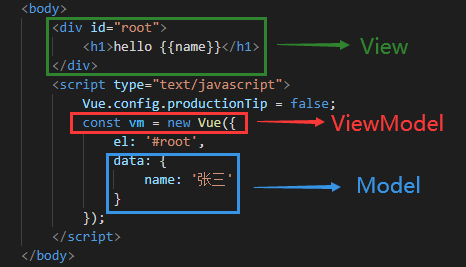 <body>
<div id="root">
<h1>hello {{name}}</h1>
</div>
View
<script type="text/javascript">
Vue.config.productionTip = false;
const vm = new Vue({
ViewModel
el: '#root',
data: {
name: '张三'
Model
}
});
</script>
</body>